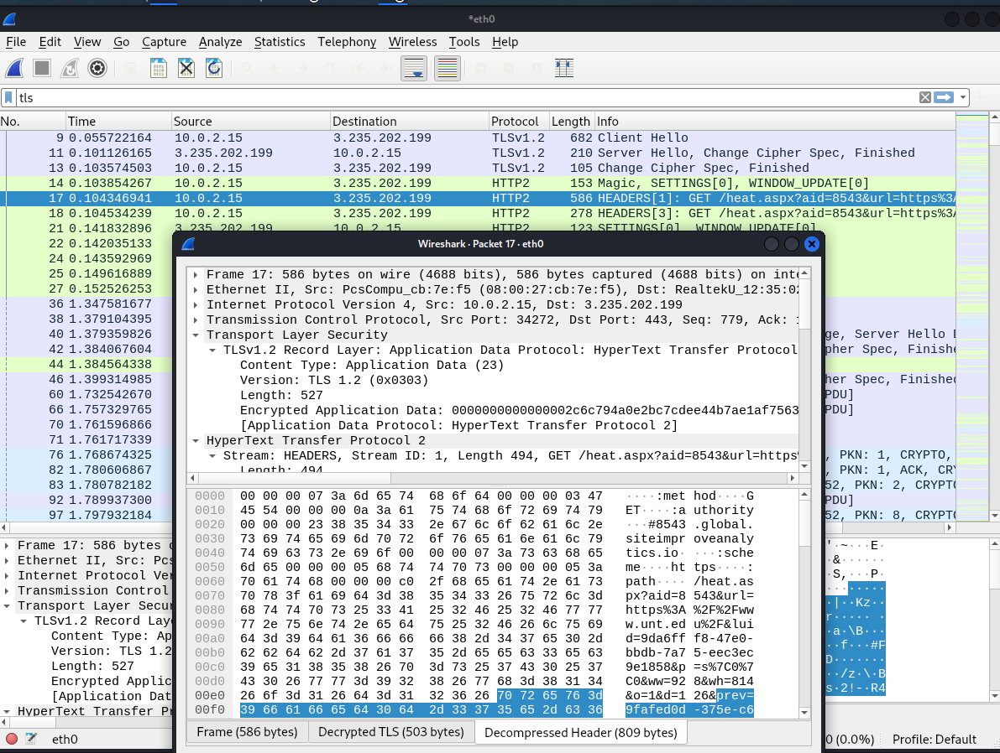 *eth0
File Edit View Go Capture Analyze Statistics Telephony Wireless Tools Help
tls
No. Time Source Destination Protocol Length Info
9 0.055722164 10.0.2.15 3.235.202.199 TLSv1.2 682 Client Hello
11 0.101126165 3.235.202.199 10.0.2.15 TLSv1.2 210 Server Hello, Change Cipher Spec, Finished
13 0.103574503 10.0.2.15 3.235.202.199 TLSv1.2 105 Change Cipher Spec, Finished
14 0.103854267 10.0.2.15 3.235.202.199 HTTP2 153 Magic, SETTINGS[0], WINDOW_UPDATE[0]
17 0.104346941 10.0.2.15 3.235.202.199 HTTP2 586 HEADERS[1]: GET /heat.aspx?aid=8543&url=https%3A
18 0.104534239 10.0.2.15 3.235.202.199 HTTP2 278 HEADERS[3]: GET /heat.aspx?aid=8543&url=https%3A
21 0.141832896 3.235.202.199 10.0.2.15 HTTP2 123 SETTINGS[0], WINDOW_UPDATE[0]
22 0.142035133
24 0.143592969
25 0.149616889
27 0.152526253
36 1.347581677
38 1.379104395
40 1.379359826 ge, Server Hello
42 1.384067604 pher Spec, Finishe
44 1.384564338
46 1.399314985 her Spec, Finished
60 1.732542670 PDU]
66 1.757329765 PDU]
70 1.761596866
71 1.761717339
76 1.768674325 , PKN: 1, CRYPTO,
82 1.780606867 , PKN: 1, ACK, CRY
83 1.780782182 52, PKN: 2, CRYPTO
92 1.789937300 PDU]
97 1.797932184 52, PKN: 8, CRYPTO
Wireshark · Packet 17 · eth0
Frame 17: 586 bytes on wire (4688 bits), 586 bytes captured (4688 bits) on inte
Ethernet II, Src: PcsCompu_cb:7e:f5 (08:00:27:cb:7e:f5), Dst: RealtekU_12:35:02
Internet Protocol Version 4, Src: 10.0.2.15, Dst: 3.235.202.199
Transmission Control Protocol, Src Port: 34272, Dst Port: 443, Seq: 779, Ack: 1
Transport Layer Security
TLSv1.2 Record Layer: Application Data Protocol: HyperText Transfer Protocol
Content Type: Application Data (23)
Version: TLS 1.2 (0x0303)
Length: 527
Encrypted Application Data: 0000000000000002c6c794a0e2bc7cdee44b7ae1af7563
[Application Data Protocol: HyperText Transfer Protocol 2]
HyperText Transfer Protocol 2
Stream: HEADERS, Stream ID: 1, Length 494, GET /heat.aspx?aid=8543&url=https%
Length: 494
0000 00 00 00 07 3a 6d 65 74 68 6f 64 00 00 00 03 47 ····:met hod····G
0010 45 54 00 00 00 0a 3a 61 75 74 68 6f 72 69 74 79 ET····:a uthority
0020 00 00 00 23 38 35 34 33 2e 67 6c 6f 62 61 6c 2e ···#8543 .global.
0030 73 69 74 65 69 6d 70 72 6f 76 65 61 6e 61 6c 79 siteimpr oveanaly
0040 74 69 63 73 2e 69 6f 00 00 00 07 3a 73 63 68 65 tics.io· ···:sche
0050 6d 65 00 00 00 05 68 74 74 70 73 00 00 00 05 3a me····ht tps····:
0060 70 61 74 68 00 00 00 c0 2f 68 65 61 74 2e 61 73 path···· /heat.as
0070 70 78 3f 61 69 64 3d 38 35 34 33 26 75 72 6c 3d px?aid=8 543&url=
0080 68 74 74 70 73 25 33 41 25 32 46 25 32 46 77 77 https%3A %2F%2Fww
0090 77 2e 75 6e 74 2e 65 64 75 25 32 46 26 6c 75 69 w.unt.ed u%2F&lui
00a0 64 3d 39 64 61 36 66 66 66 38 2d 34 37 65 30 2d d=9da6ff f8-47e0-
00b0 62 62 64 62 2d 37 61 37 35 2d 65 65 63 33 65 63 bbdb-7a7 5-eec3ec
00c0 39 65 31 38 35 38 26 70 3d 73 25 37 43 30 25 37 9e1858&p =s%7C0%7
00d0 43 30 26 77 77 3d 39 32 38 26 77 68 3d 38 31 34 C0&ww=92 8&wh=814
00e0 26 6f 3d 31 26 64 3d 31 32 36 26 70 72 65 76 3d &o=1&d=1 26&prev=
00f0 39 66 61 66 65 64 30 64 2d 33 37 35 65 2d 63 36 9fafed0d -375e-c6
Frame (586 bytes) Decrypted TLS (503 bytes) Decompressed Header (809 bytes)
Frame 17: 586 bytes o
Ethernet II, Src: Pcs
Internet Protocol Ver
Transmission Control
Transport Layer Secur
TLSv1.2 Record Laye
Content Type: Ap
Version: TLS 1.2
Length: 527
Encrypted Applic
[Application Dat
HyperText Transfer Pr
' ·~···E·
·&······
S,···P·
········
·|··Kz··
r·····
·a·\B···
··f···#F
D·······
··/z·\·B
s·2!-·R4
eth0
0 (0.0%) Profile: Default